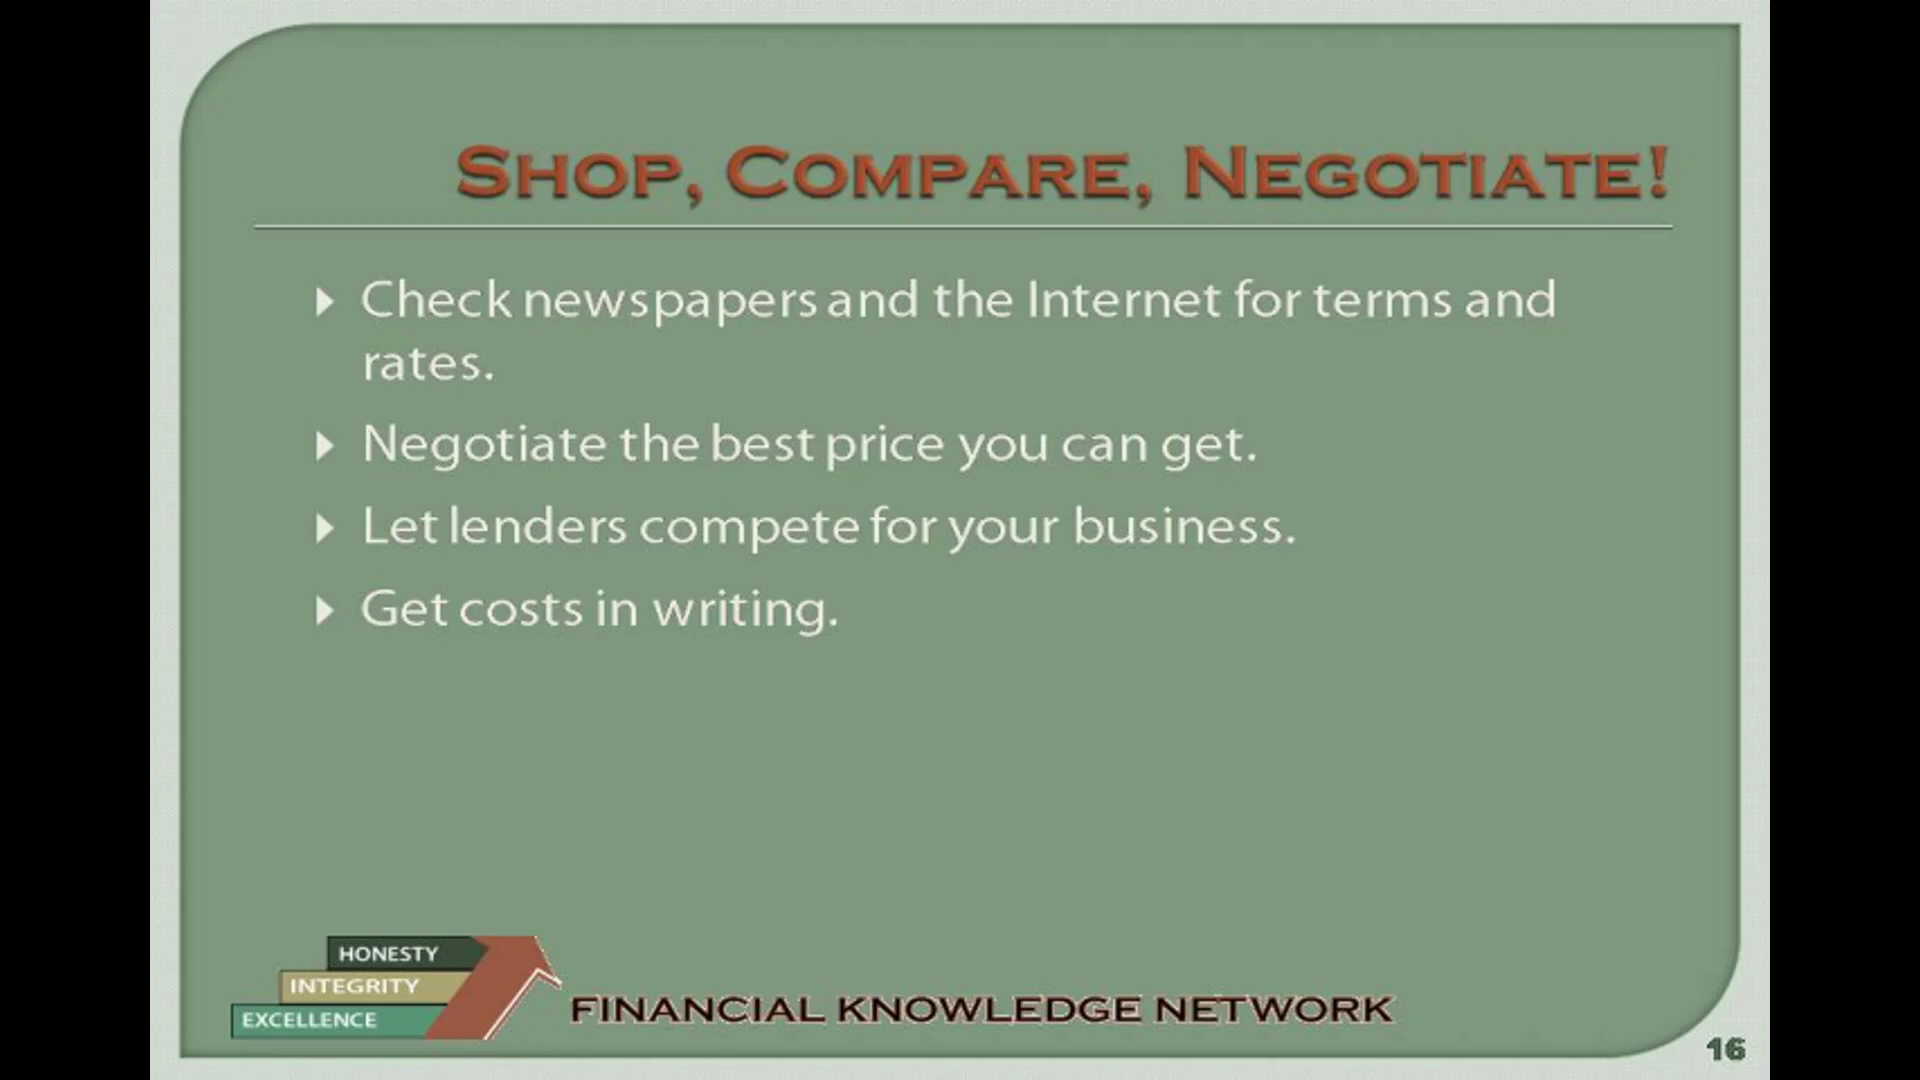 Shop, Compare, Negotiate!
Check newspapers and the Internet for terms and
rates.
Negotiate the best price you can get.
Let lenders compete for your business.
Get costs in writing.
HONESTY
INTEGRITY
EXCELLENCE
FINANCIAL KNOWLEDGE NETWORK
16